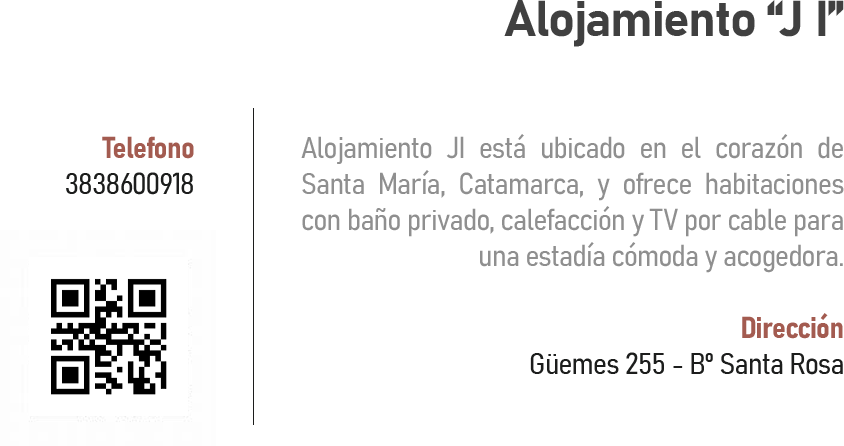 Alojamiento “J I”
Telefono
3838600918
Alojamiento JI está ubicado en el corazón de
Santa María, Catamarca, y ofrece habitaciones
con baño privado, calefacción y TV por cable para
una estadía cómoda y acogedora.
Dirección
Güemes 255 - Bº Santa Rosa